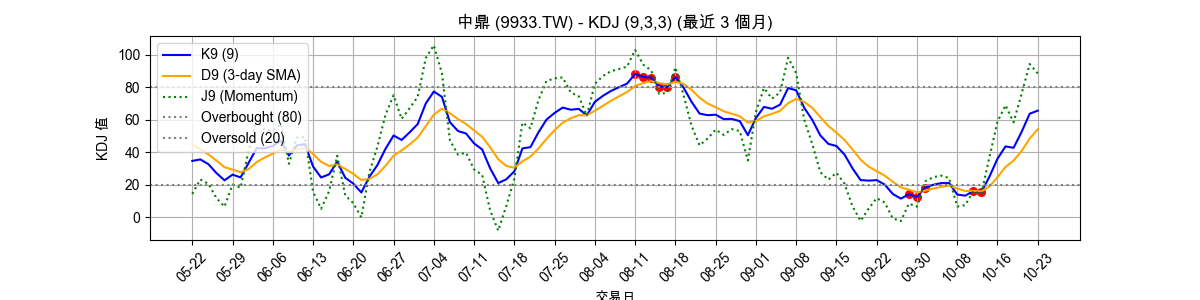 中鼎 (9933.TW) - KDJ (9,3,3) (最近 3 個月)
K9 (9)
D9 (3-day SMA)
J9 (Momentum)
Overbought (80)
Oversold (20)
KDJ 值
100
80
60
40
20
0
05-22 05-29 06-06 06-13 06-20 06-27 07-04 07-11 07-18 07-25 08-04 08-11 08-18 08-25 09-01 09-08 09-15 09-22 09-30 10-08 10-16 10-23
交易日